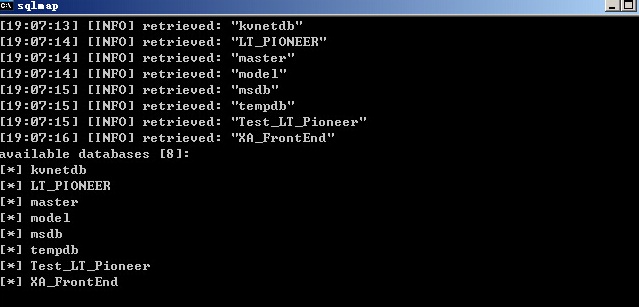 sqlmap
[19:07:13] [INFO] retrieved: "kvnetdb"
[19:07:14] [INFO] retrieved: "LT_PIONEER"
[19:07:14] [INFO] retrieved: "master"
[19:07:14] [INFO] retrieved: "model"
[19:07:15] [INFO] retrieved: "msdb"
[19:07:15] [INFO] retrieved: "tempdb"
[19:07:15] [INFO] retrieved: "Test_LT_Pioneer"
[19:07:16] [INFO] retrieved: "XA_FrontEnd"
available databases [8]:
[*] kvnetdb
[*] LT_PIONEER
[*] master
[*] model
[*] msdb
[*] tempdb
[*] Test_LT_Pioneer
[*] XA_FrontEnd